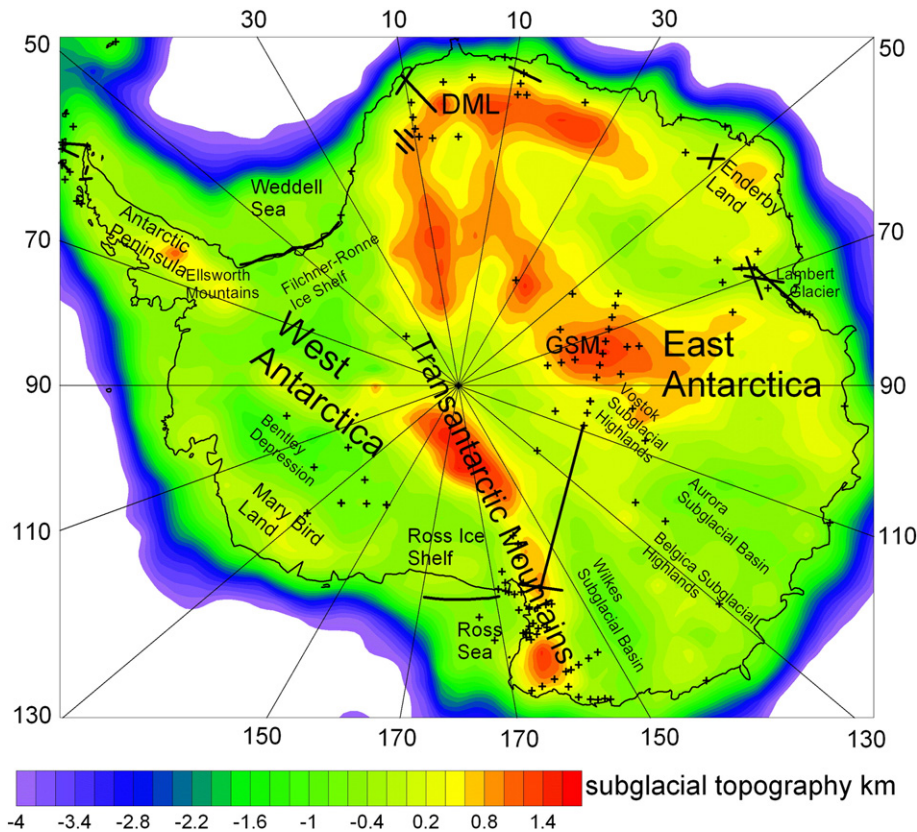 10
10
30
30
50
50
DML
Enderby
Land
Weddell
Sea
Antarctic
Peninsula
70
70
Ellsworth
Mountains
Filchner-Ronne
Ice Shelf
Lambert
Glacier
West
Antarctica
Transantarctic Mountains
GSM
East
Antarctica
90
90
Vostok
Subglacial
Highlands
Bentley
Depression
Aurora
Subglacial Basin
Mary Bird
Land
110
110
Ross Ice
Shelf
Belgica Subglacial
Highlands
Wilkes
Subglacial Basin
Ross
Sea
130
130
150
170
170
150
subglacial topography km
-4
-3.4
-2.8
-2.2
-1.6
-1
-0.4
0.2
0.8
1.4